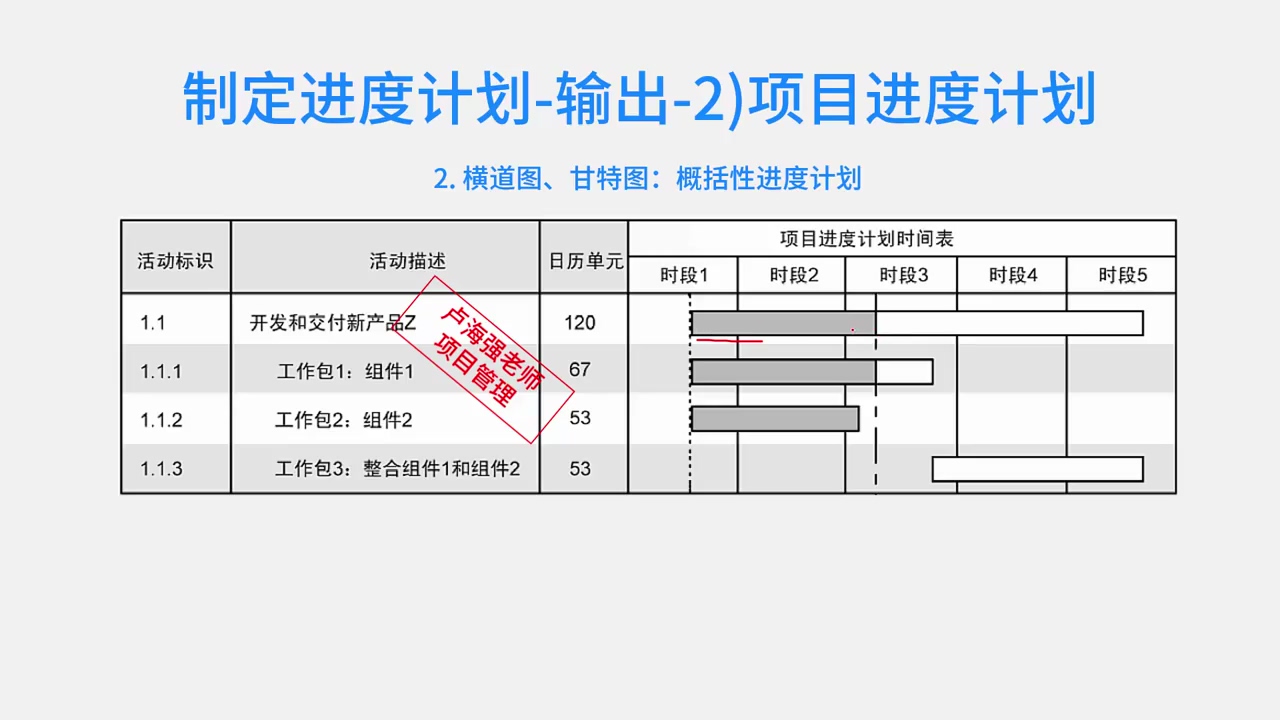 制定进度计划-输出-2)项目进度计划
2. 横道图、甘特图：概括性进度计划
活动标识 活动描述 日历单元 项目进度计划时间表
时段1 时段2 时段3 时段4 时段5
1.1 开发和交付新产品Z 120
1.1.1 工作包1：组件1 67
1.1.2 工作包2：组件2 53
1.1.3 工作包3：整合组件1和组件2 53
卢海强老师
项目管理